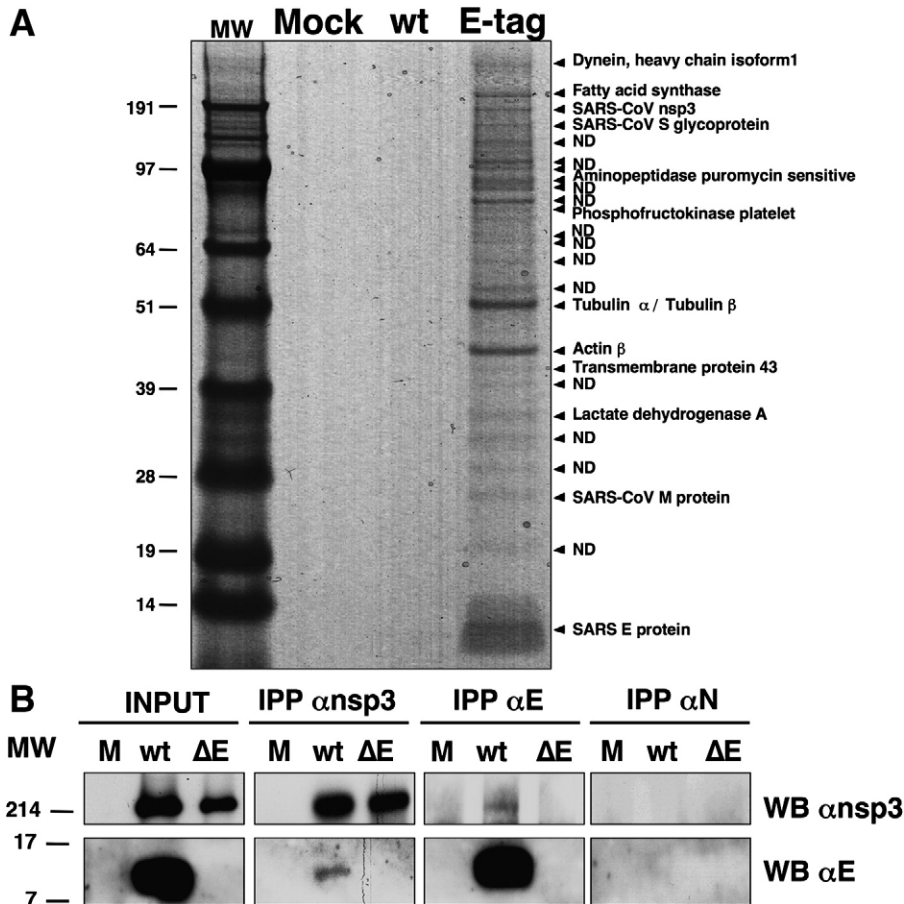 A
MW Mock wt E-tag
Dynein, heavy chain isoform1
Fatty acid synthase
191
SARS-CoV nsp3
SARS-CoV S glycoprotein
ND
ND
97
Aminopeptidase puromycin sensitive
ND
ND
Phosphofructokinase platelet
ND
ND
64
ND
ND
51
Tubulin α / Tubulin β
Actin β
Transmembrane protein 43
39
ND
Lactate dehydrogenase A
ND
28
ND
SARS-CoV M protein
19
ND
14
SARS E protein
B
INPUT IPP αnsp3 IPP αE IPP αN
MW M wt ΔE M wt ΔE M wt ΔE M wt ΔE
214 WB αnsp3
17
WB αE
7